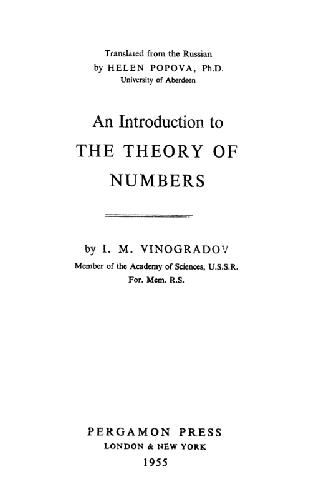 Translated from the Russian
by HELEN POPOVA, Ph.D.
University of Aberdeen
An Introduction to
THE THEORY OF
NUMBERS
by I. M. VINOGRADOV
Member of the Academy of Sciences, U.S.S.R.
For. Mem. R.S.
PERGAMON PRESS
LONDON & NEW YORK
1955